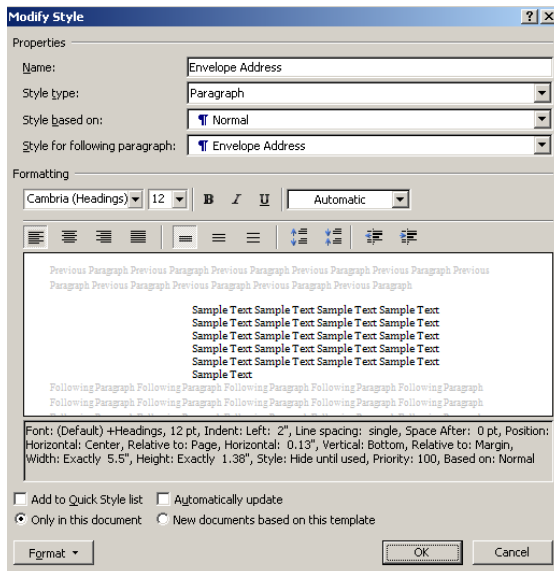 Modify Style
Properties
Name: Envelope Address
Style type: Paragraph
Style based on: ¶ Normal
Style for following paragraph: ¶ Envelope Address
Formatting
Cambria (Headings) 12 B I U Automatic
Previous Paragraph Previous Paragraph Previous Paragraph Previous Paragraph Previous Paragraph Previous
Paragraph Previous Paragraph Previous Paragraph Previous Paragraph Previous Paragraph
Sample Text Sample Text Sample Text Sample Text
Sample Text Sample Text Sample Text Sample Text
Sample Text Sample Text Sample Text Sample Text
Sample Text Sample Text Sample Text Sample Text
Sample Text Sample Text Sample Text Sample Text
Sample Text
Following Paragraph Following Paragraph Following Paragraph Following Paragraph Following Paragraph
Following Paragraph Following Paragraph Following Paragraph Following Paragraph Following Paragraph
Font: (Default) +Headings, 12 pt, Indent: Left: 2", Line spacing: single, Space After: 0 pt, Position:
Horizontal: Center, Relative to: Page, Horizontal: 0.13", Vertical: Bottom, Relative to: Margin,
Width: Exactly 5.5", Height: Exactly 1.38", Style: Hide until used, Priority: 100, Based on: Normal
Add to Quick Style list Automatically update
Only in this document New documents based on this template
Format OK Cancel